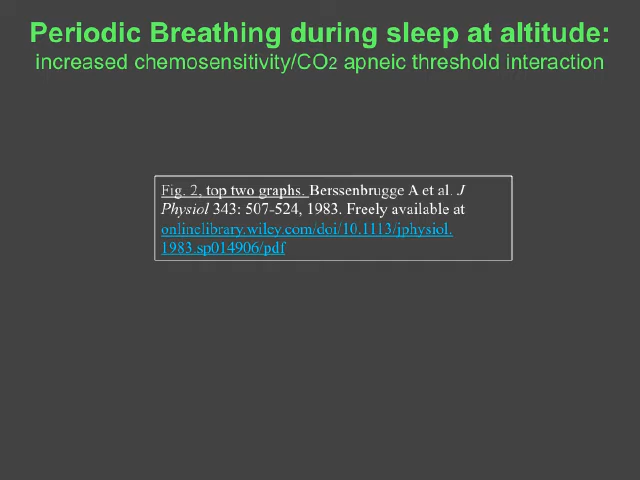 Periodic Breathing during sleep at altitude:
increased chemosensitivity/CO2 apneic threshold interaction
Fig. 2, top two graphs. Berssenbrugge A et al. J
Physiol 343: 507-524, 1983. Freely available at
onlinelibrary.wiley.com/doi/10.1113/jphysiol.
1983.sp014906/pdf